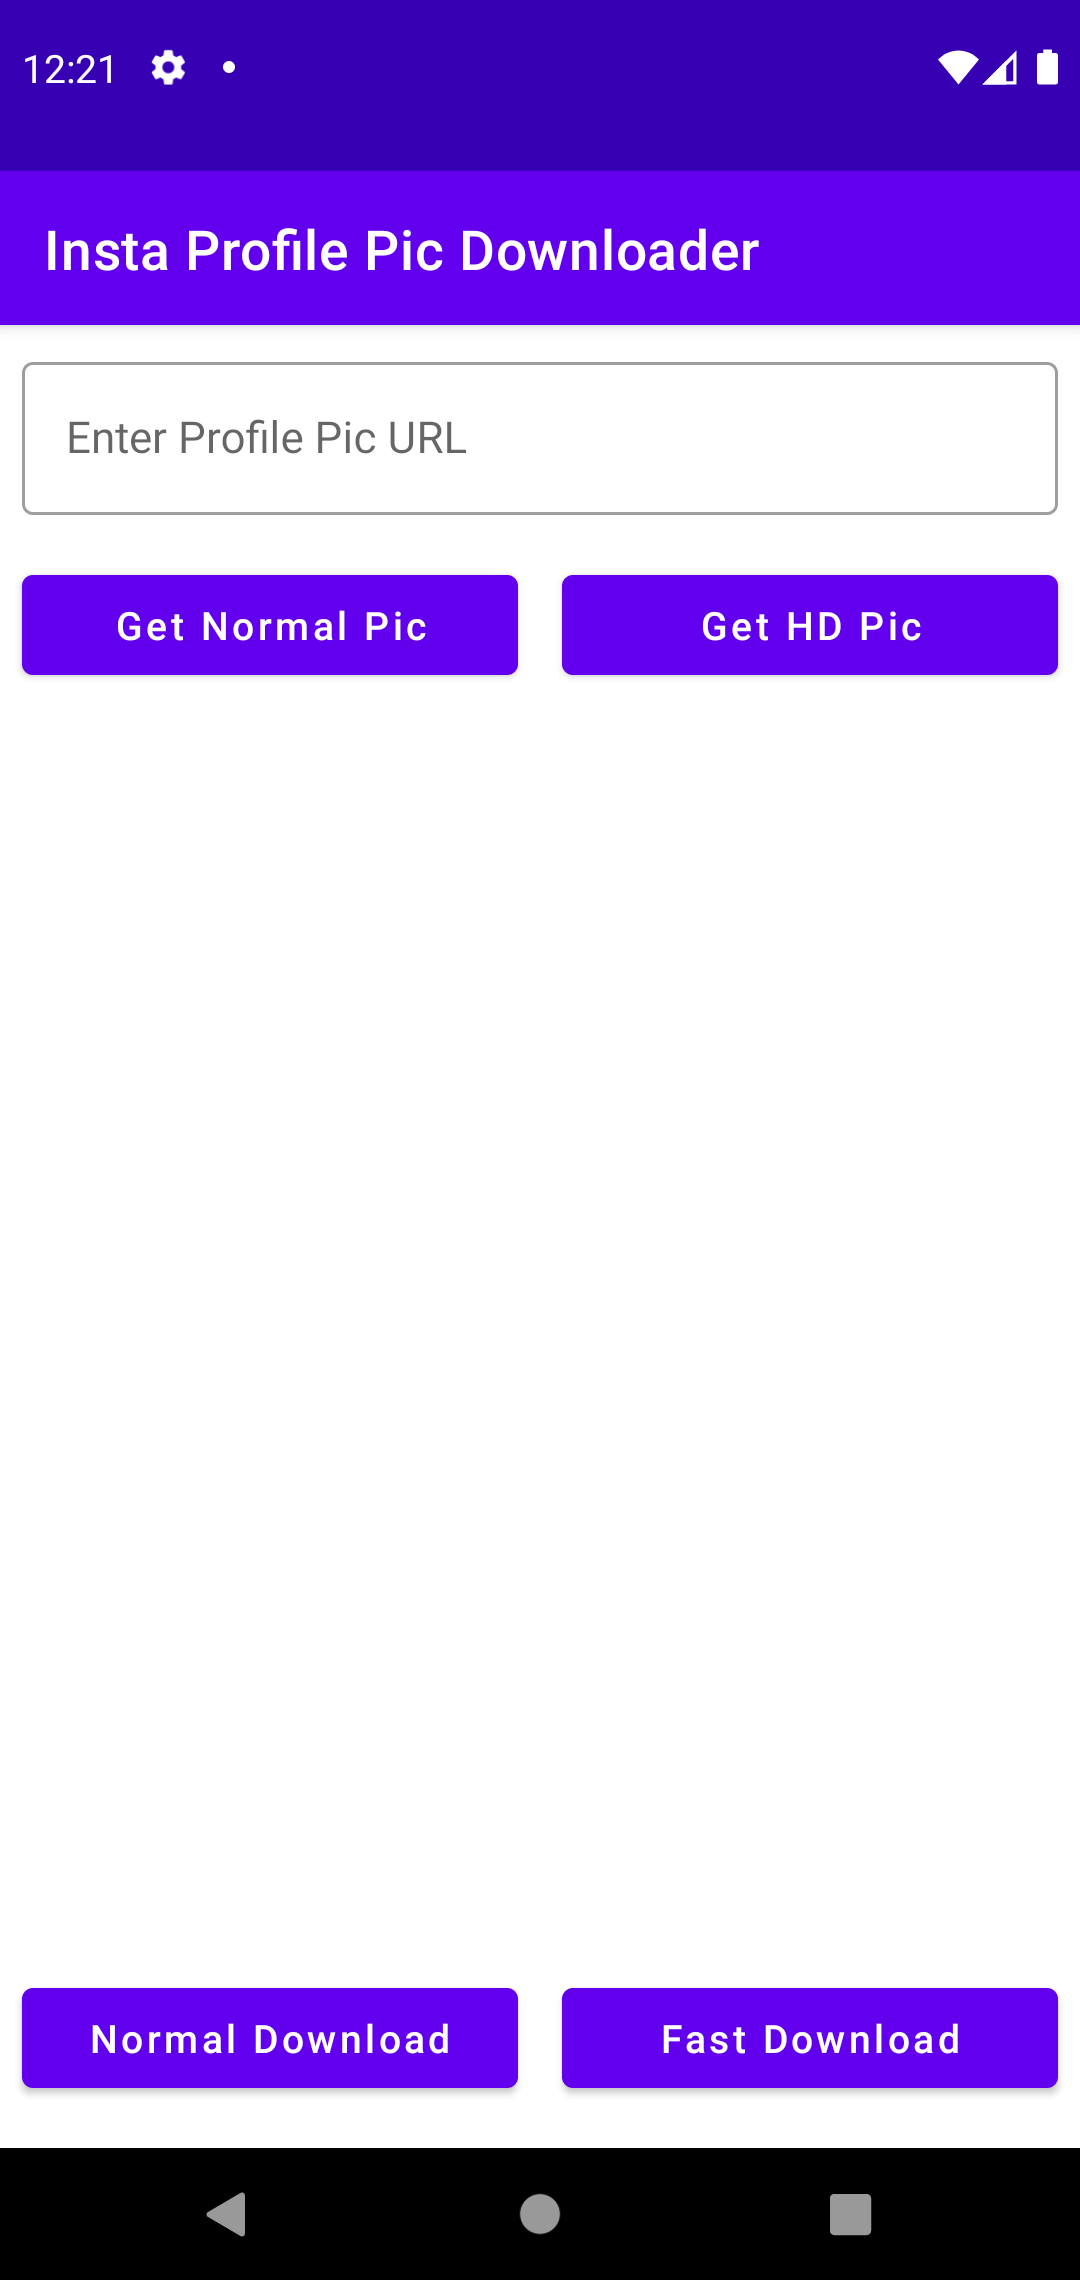 12:21
Insta Profile Pic Downloader
Enter Profile Pic URL
Get Normal Pic
Get HD Pic
Normal Download
Fast Download